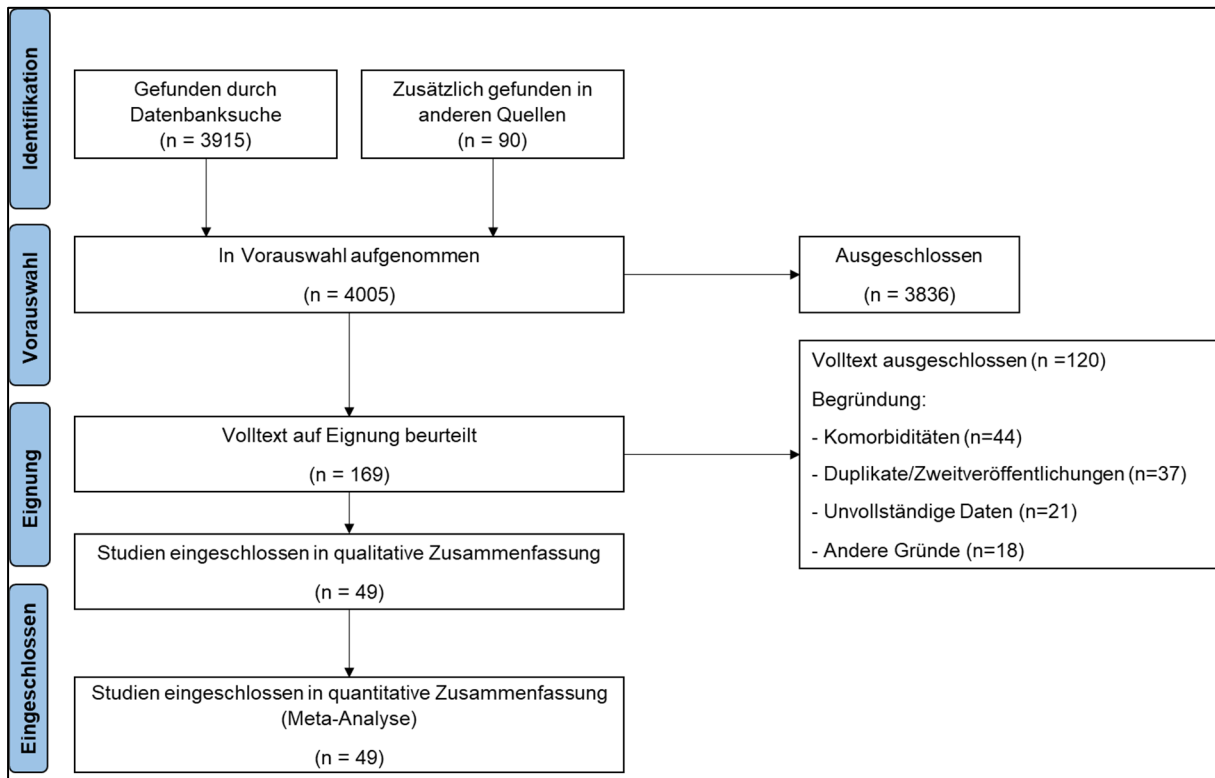 Identifikation
Gefunden durch
Datenbanksuche
(n = 3915)
Zusätzlich gefunden in
anderen Quellen
(n = 90)
Vorauswahl
In Vorauswahl aufgenommen
(n = 4005)
Ausgeschlossen
(n = 3836)
Eignung
Volltext auf Eignung beurteilt
(n = 169)
Volltext ausgeschlossen (n =120)
Begründung:
- Komorbiditäten (n=44)
- Duplikate/Zweitveröffentlichungen (n=37)
- Unvollständige Daten (n=21)
- Andere Gründe (n=18)
Studien eingeschlossen in qualitative Zusammenfassung
(n = 49)
Eingeschlossen
Studien eingeschlossen in quantitative Zusammenfassung
(Meta-Analyse)
(n = 49)